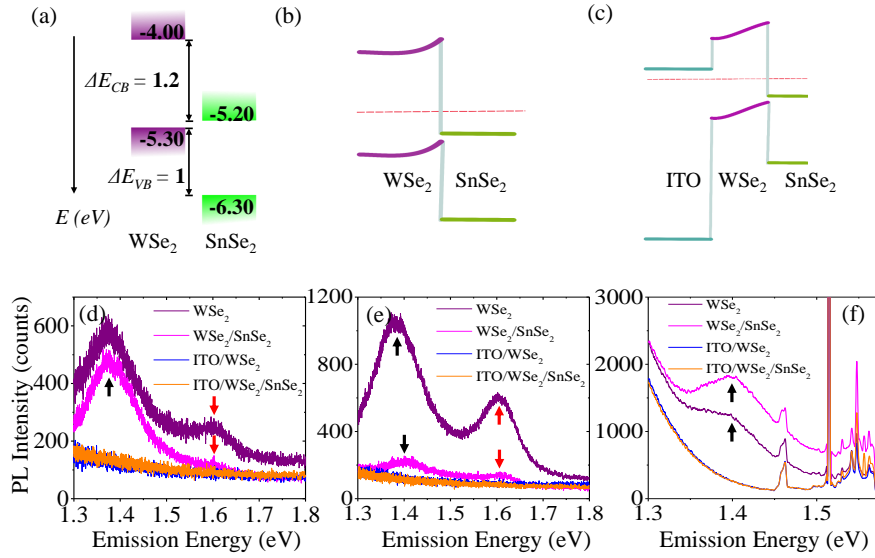 (a)
-4.00
ΔE_CB = 1.2
-5.20
-5.30
ΔE_VB = 1
-6.30
E (eV)
WSe₂ SnSe₂
(b)
WSe₂ SnSe₂
(c)
ITO WSe₂ SnSe₂
(d)
WSe₂
WSe₂/SnSe₂
ITO/WSe₂
ITO/WSe₂/SnSe₂
PL Intensity (counts)
600
400
200
0
1.3 1.4 1.5 1.6 1.7 1.8
Emission Energy (eV)
(e)
WSe₂
WSe₂/SnSe₂
ITO/WSe₂
ITO/WSe₂/SnSe₂
1200
900
600
300
0
1.3 1.4 1.5 1.6 1.7 1.8
Emission Energy (eV)
(f)
WSe₂
WSe₂/SnSe₂
ITO/WSe₂
ITO/WSe₂/SnSe₂
3000
2000
1000
0
1.3 1.4 1.5
Emission Energy (eV)